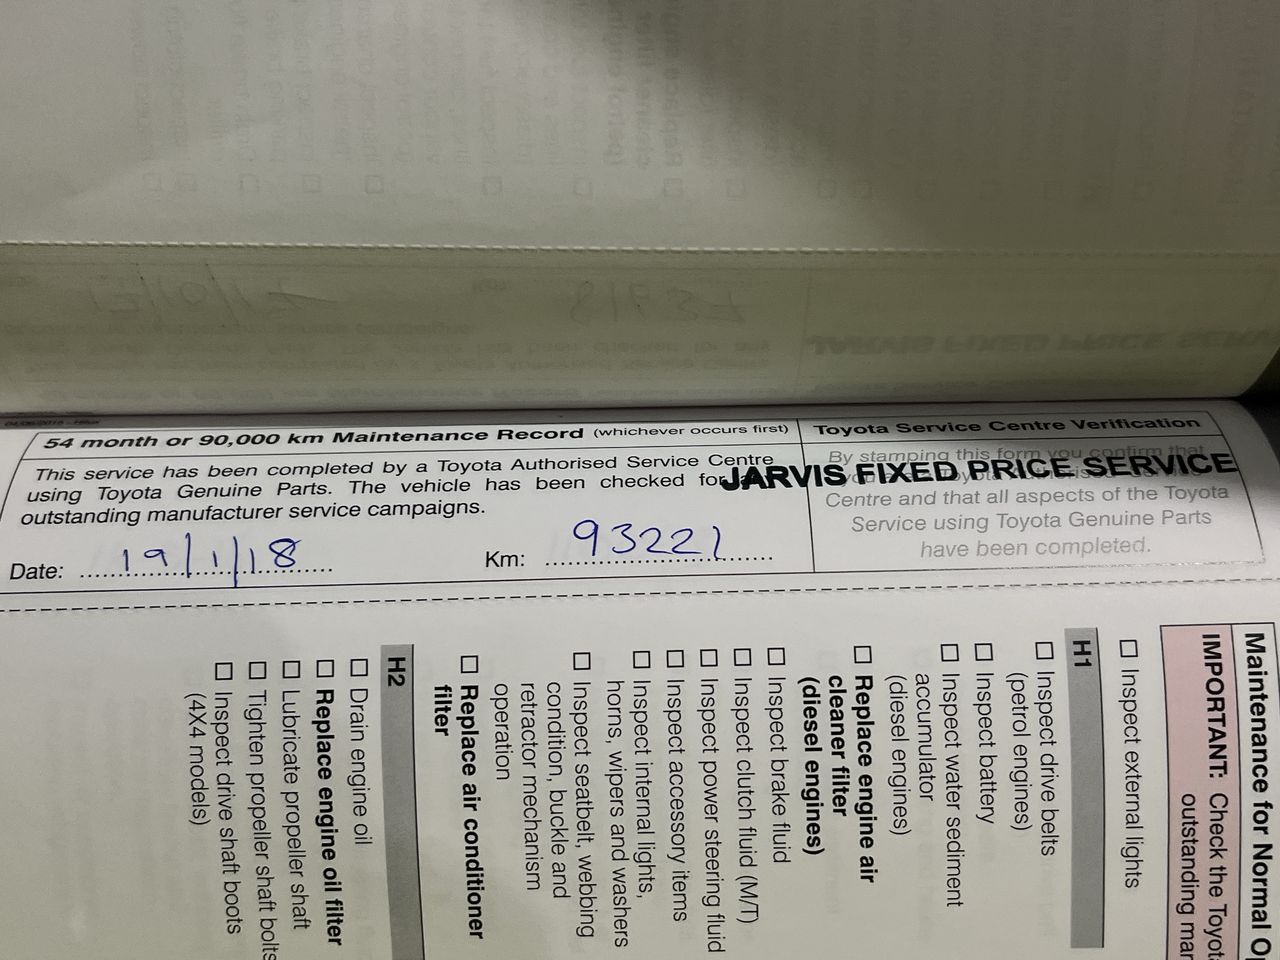 54 month or 90,000 km Maintenance Record (whichever occurs first)
This service has been completed by a Toyota Authorised Service Centre
using Toyota Genuine Parts. The vehicle has been checked for
outstanding manufacturer service campaigns.
Date: 19/1/18
Km: 93221
Toyota Service Centre Verification
By stamping this form you confirm that
JARVIS FIXED PRICE SERVICE
Centre and that all aspects of the Toyota
Service using Toyota Genuine Parts
have been completed.
Maintenance for Normal
IMPORTANT: Check the
outstanding
☐ Inspect external lights
H1
☐ Inspect drive belts
(petrol engines)
☐ Inspect battery
☐ Inspect water sediment
accumulator
(diesel engines)
☐ Replace engine air
cleaner filter
(diesel engines)
☐ Inspect brake fluid
☐ Inspect clutch fluid (M/T)
☐ Inspect power steering fluid
☐ Inspect accessory items
☐ Inspect internal lights,
horns, wipers and washers
☐ Inspect seatbelt, webbing
condition, buckle and
retractor mechanism
operation
☐ Replace air conditioner
filter
H2
☐ Drain engine oil
☐ Replace engine oil filter
☐ Lubricate propeller shaft
☐ Tighten propeller shaft bolts
☐ Inspect drive shaft boots
(4X4 models)